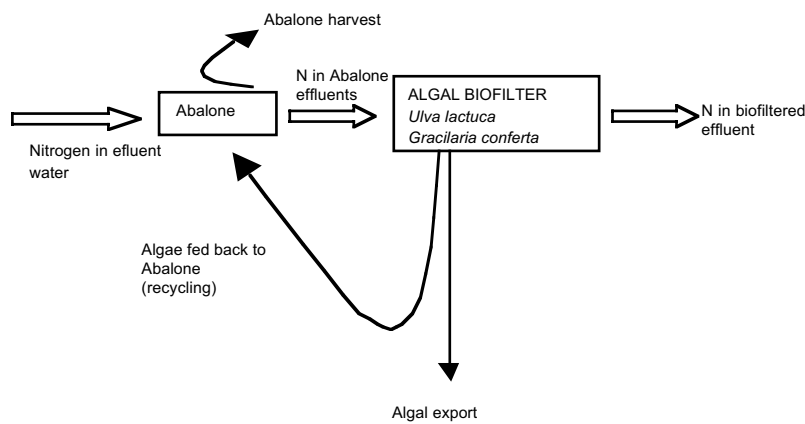 Abalone harvest
N in Abalone
effluents
Abalone
ALGAL BIOFILTER
Ulva lactuca
Gracilaria conferta
N in biofiltered
effluent
Nitrogen in efluent
water
Algae fed back to
Abalone
(recycling)
Algal export